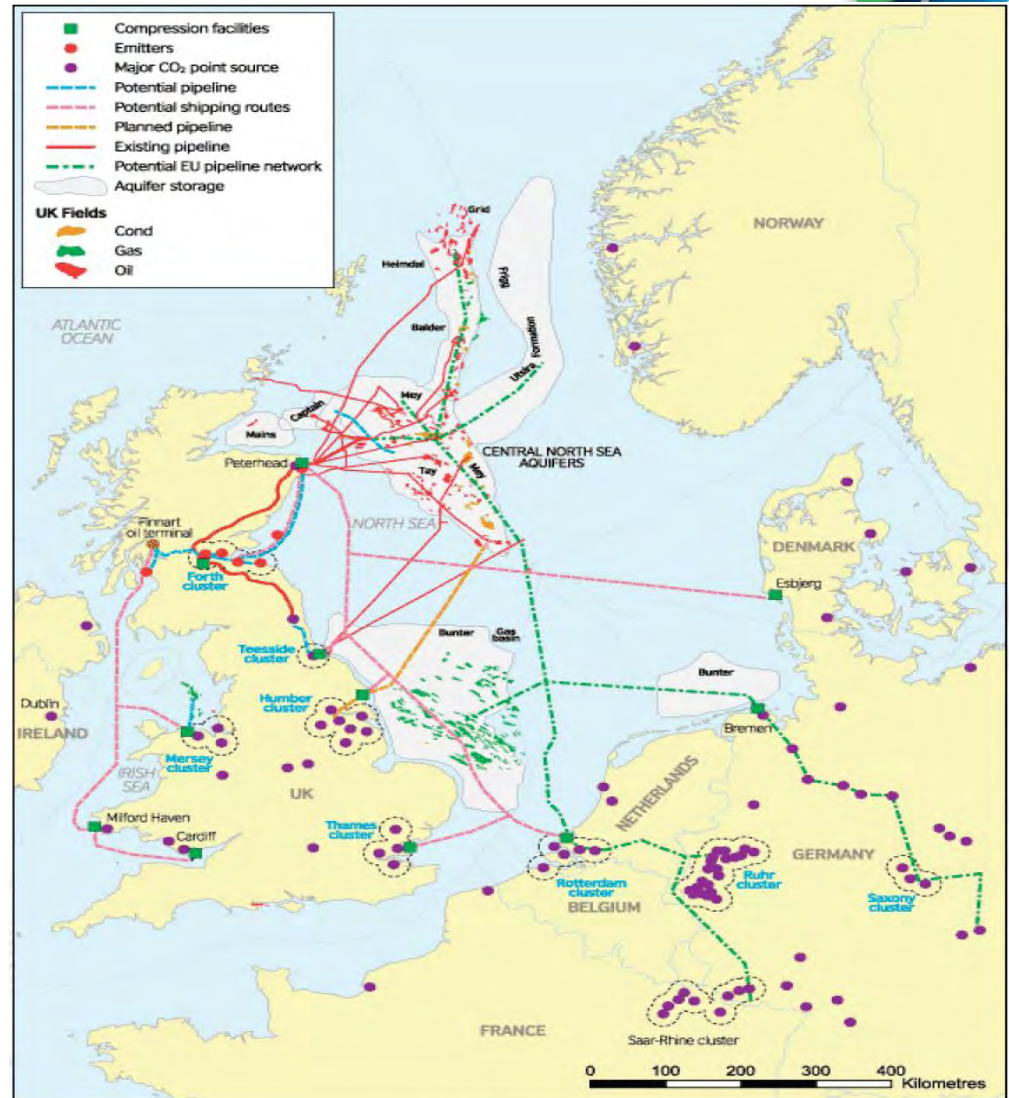 Compression facilities
Emitters
Major CO₂ point source
Potential pipeline
Potential shipping routes
Planned pipeline
Existing pipeline
Potential EU pipeline network
Aquifer storage
UK Fields
Cond
Gas
Oil
Grid
NORWAY
Heimdal
Frigg
ATLANTIC
OCEAN
Balder
Formation
Utsira
Mey
Captain
Mains
CENTRAL NORTH SEA
AQUIFERS
Peterhead
Tay
May
NORTH SEA
Finnart
oil terminal
DENMARK
Forth
cluster
Esbjerg
Teesside
cluster
Bunter
Gas
basin
Bunter
Humber
cluster
Dublin
IRELAND
Bremen
Mersey
cluster
IRISH
SEA
UK
NETHERLANDS
Milford Haven
Thames
cluster
Cardiff
GERMANY
Ruhr
cluster
Rotterdam
cluster
Saxony
cluster
BELGIUM
FRANCE
Saar-Rhine cluster
0 100 200 300 400
Kilometres